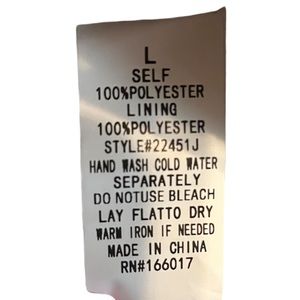 L
SELF
100%POLYESTER
LINING
100%POLYESTER
STYLE#22451J
HAND WASH COLD WATER
SEPARATELY
DO NOTUSE BLEACH
LAY FLATTO DRY
WARM IRON IF NEEDED
MADE IN CHINA
RN#166017